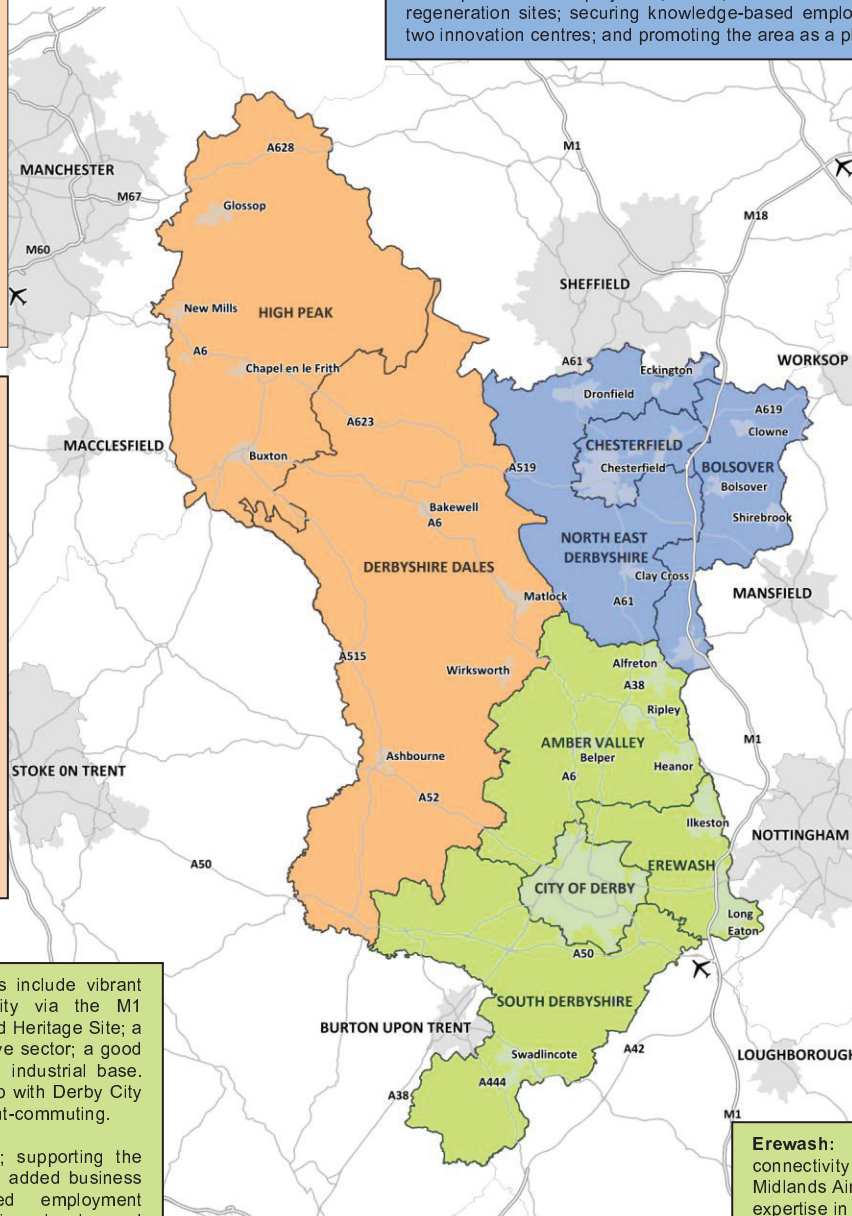 regeneration sites; securing knowledge-based emplo
two innovation centres; and promoting the area as a p
A628
M1
MANCHESTER
M67
Glossop
M18
M60
SHEFFIELD
New Mills
HIGH PEAK
A6
A61
Eckington
WORKSOP
Chapel en le Frith
Dronfield
A619
A623
Clowne
MACCLESFIELD
CHESTERFIELD
Buxton
A519
Chesterfield
BOLSOVER
Bolsover
Bakewell
A6
Shirebrook
NORTH EAST
DERBYSHIRE
DERBYSHIRE DALES
Clay Cross
MANSFIELD
Matlock
A61
A515
Wirksworth
Alfreton
A38
Ripley
M1
AMBER VALLEY
Belper
Ashbourne
Heanor
STOKE 0N TRENT
A6
A52
Ilkeston
NOTTINGHAM
A50
EREWASH
CITY OF DERBY
Long
Eaton
A50
SOUTH DERBYSHIRE
BURTON UPON TRENT
Swadlincote
A42
LOUGHBOROUGH
A444
A38
M1
s include vibrant
ity via the M1
d Heritage Site; a
ve sector; a good
industrial base.
o with Derby City
ut-commuting.
; supporting the
added business
ed employment
Erewash:
connectivity
Midlands Air
expertise in